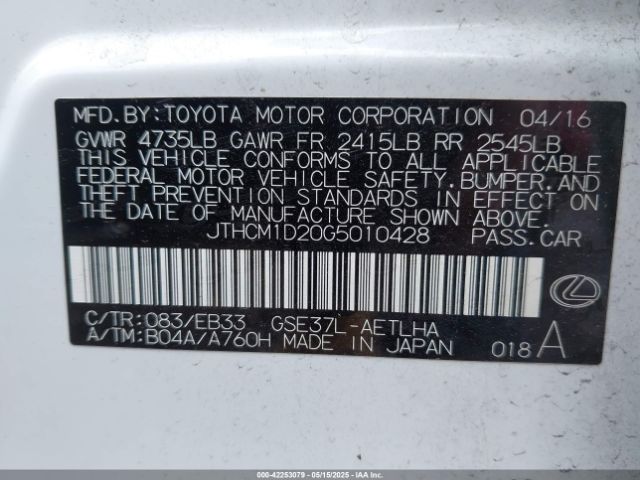 MFD.BY:TOYOTA MOTOR CORPORATION 04/16
GVWR 4735LB GAWR FR 2415LB RR 2545LB
THIS VEHICLE CONFORMS TO ALL APPLICABLE
FEDERAL MOTOR VEHICLE SAFETY,BUMPER,AND
THEFT PREVENTION STANDARDS IN EFFECT ON
THE DATE OF MANUFACTURE SHOWN ABOVE.
JTHCM1D20G5010428 PASS.CAR
C/TR:083/EB33 GSE37L-AETLHA
A/TM:B04A/A760H MADE IN JAPAN 018 A
000-42253079 - 05/15/2025 - IAA, Inc.